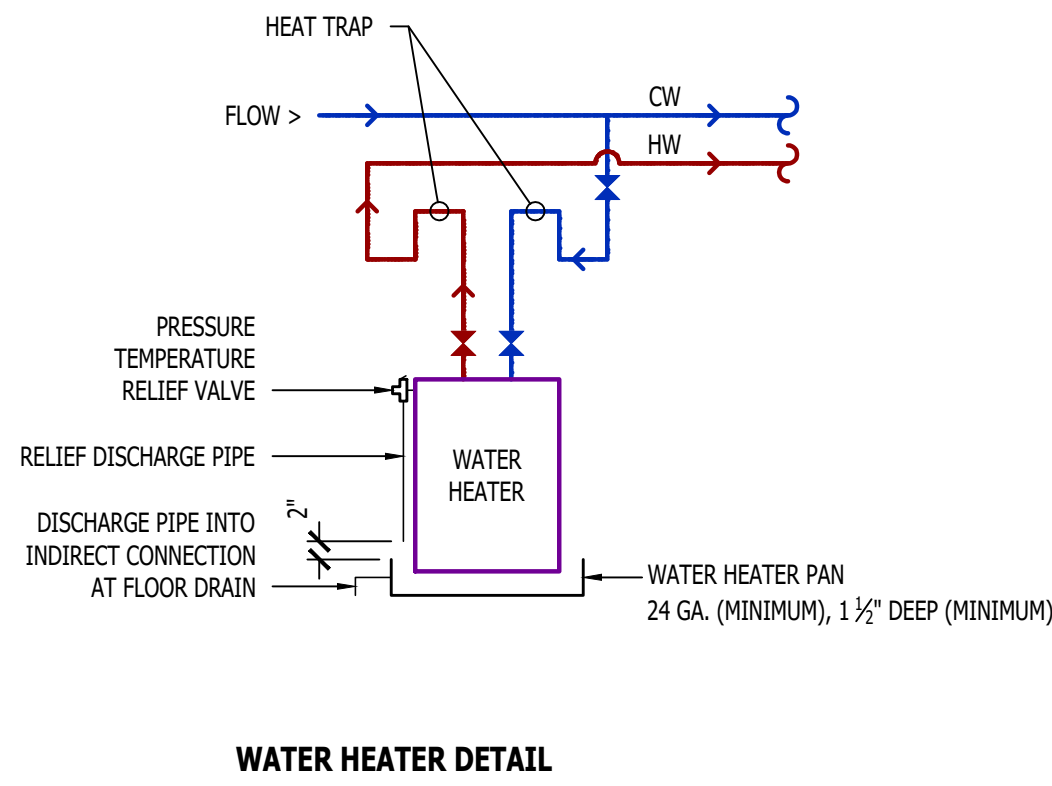 HEAT TRAP
FLOW >
CW
HW
PRESSURE
TEMPERATURE
RELIEF VALVE
RELIEF DISCHARGE PIPE
WATER
HEATER
2"
DISCHARGE PIPE INTO
INDIRECT CONNECTION
AT FLOOR DRAIN
WATER HEATER PAN
24 GA. (MINIMUM), 1 ½" DEEP (MINIMUM)
WATER HEATER DETAIL